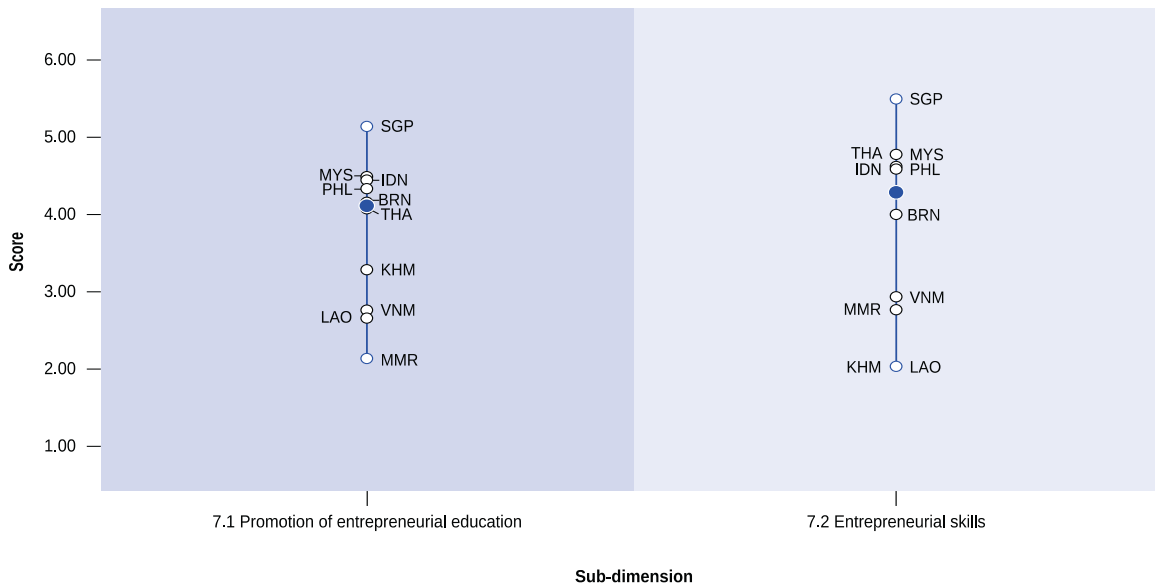 6.00
5.00
4.00
3.00
2.00
1.00
Score
SGP
MYS
IDN
PHL
BRN
THA
KHM
VNM
LAO
MMR
SGP
THA MYS
IDN PHL
BRN
VNM
MMR
KHM LAO
7.1 Promotion of entrepreneurial education
7.2 Entrepreneurial skills
Sub-dimension